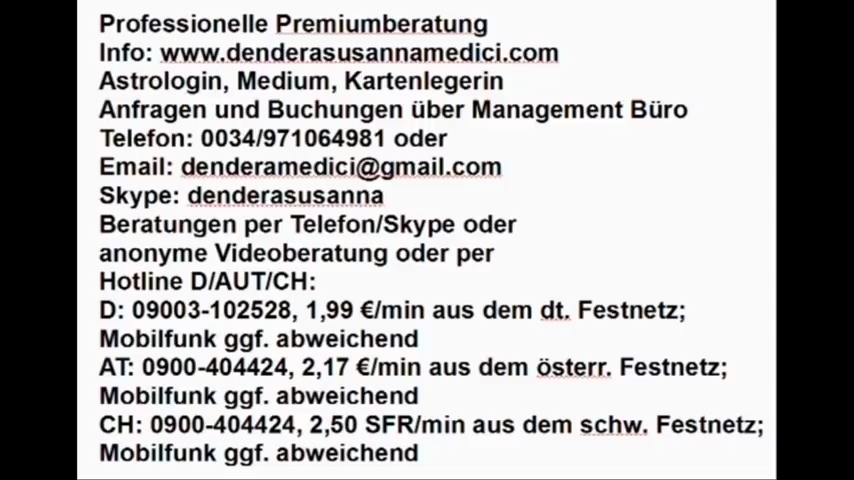 Professionelle Premiumberatung
Info: www.denderasusannamedici.com
Astrologin, Medium, Kartenlegerin
Anfragen und Buchungen über Management Büro
Telefon: 0034/971064981 oder
Email: denderamedici@gmail.com
Skype: denderasusanna
Beratungen per Telefon/Skype oder
anonyme Videoberatung oder per
Hotline D/AUT/CH:
D: 09003-102528, 1,99 €/min aus dem dt. Festnetz;
Mobilfunk ggf. abweichend
AT: 0900-404424, 2,17 €/min aus dem österr. Festnetz;
Mobilfunk ggf. abweichend
CH: 0900-404424, 2,50 SFR/min aus dem schw. Festnetz;
Mobilfunk ggf. abweichend